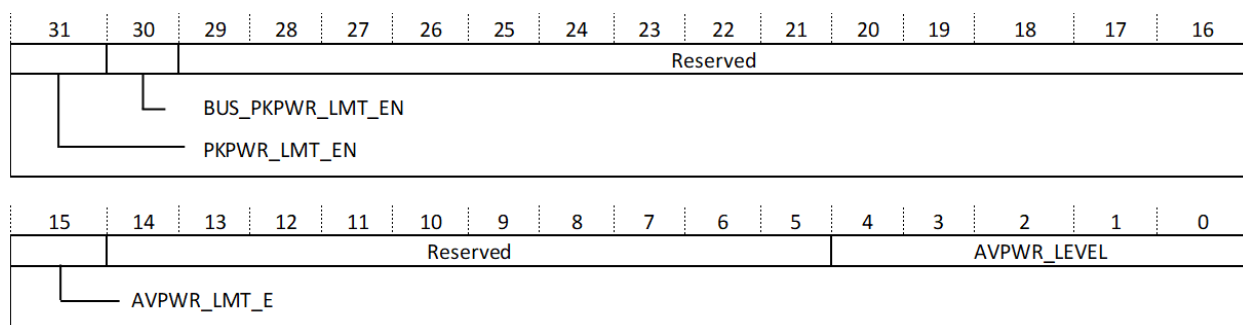 31 30 29 28 27 26 25 24 23 22 21 20 19 18 17 16
Reserved
BUS_PKPWR_LMT_EN
PKPWR_LMT_EN
15 14 13 12 11 10 9 8 7 6 5 4 3 2 1 0
Reserved AVPWR_LEVEL
AVPWR_LMT_E